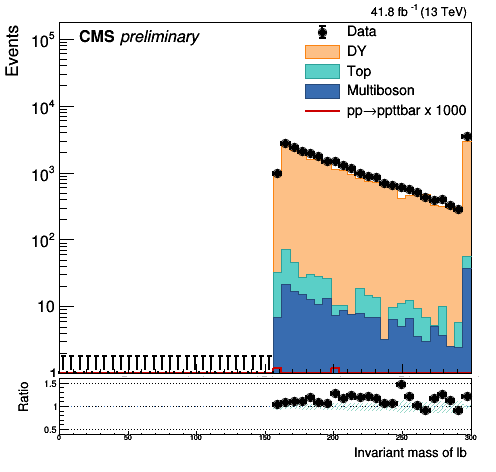 41.8 fb⁻¹ (13 TeV)
CMS preliminary
Data
DY
Top
Multiboson
pp→ppttbar x 1000
Events
10⁵
10⁴
10³
10²
10
1
Ratio
1.5
1
0.5
0 50 100 150 200 250 300
Invariant mass of lb